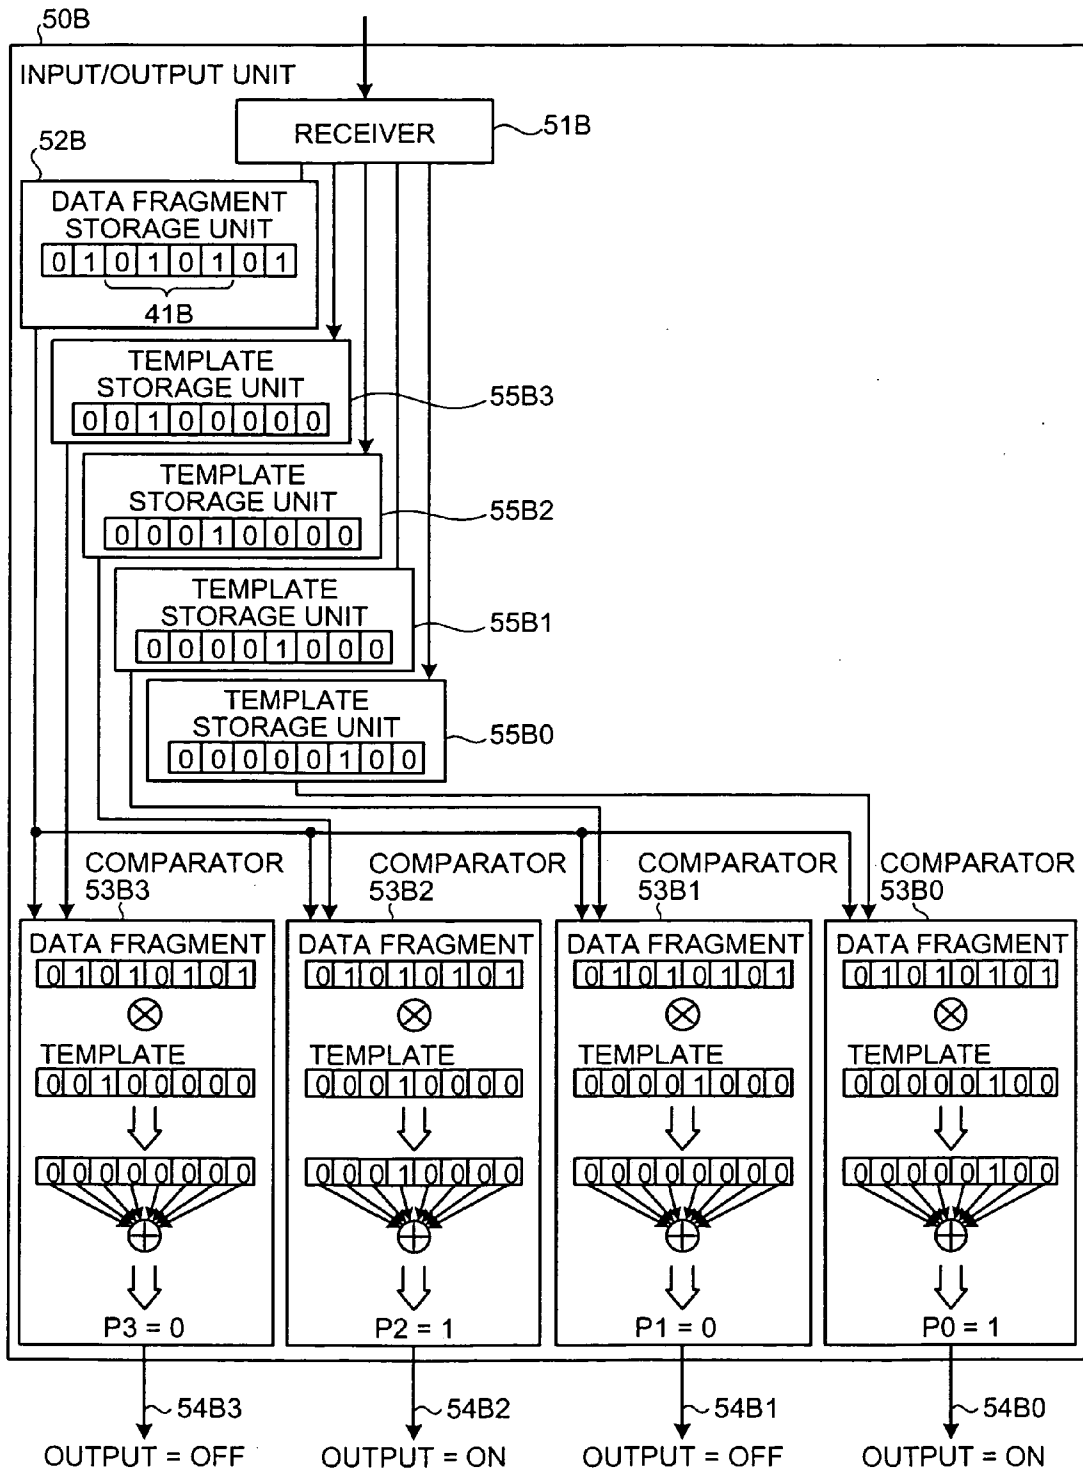 50B
INPUT/OUTPUT UNIT
RECEIVER
51B
52B
DATA FRAGMENT
STORAGE UNIT
0 1 0 1 0 1 0 1
41B
TEMPLATE
STORAGE UNIT
0 0 1 0 0 0 0 0
55B3
TEMPLATE
STORAGE UNIT
0 0 0 1 0 0 0 0
55B2
TEMPLATE
STORAGE UNIT
0 0 0 0 1 0 0 0
55B1
TEMPLATE
STORAGE UNIT
0 0 0 0 0 1 0 0
55B0
COMPARATOR
53B3
DATA FRAGMENT
0 1 0 1 0 1 0 1
TEMPLATE
0 0 1 0 0 0 0 0
0 0 0 0 0 0 0 0
P3 = 0
54B3
OUTPUT = OFF
COMPARATOR
53B2
DATA FRAGMENT
0 1 0 1 0 1 0 1
TEMPLATE
0 0 0 1 0 0 0 0
0 0 0 1 0 0 0 0
P2 = 1
54B2
OUTPUT = ON
COMPARATOR
53B1
DATA FRAGMENT
0 1 0 1 0 1 0 1
TEMPLATE
0 0 0 0 1 0 0 0
0 0 0 0 0 0 0 0
P1 = 0
54B1
OUTPUT = OFF
COMPARATOR
53B0
DATA FRAGMENT
0 1 0 1 0 1 0 1
TEMPLATE
0 0 0 0 0 1 0 0
0 0 0 0 0 1 0 0
P0 = 1
54B0
OUTPUT = ON